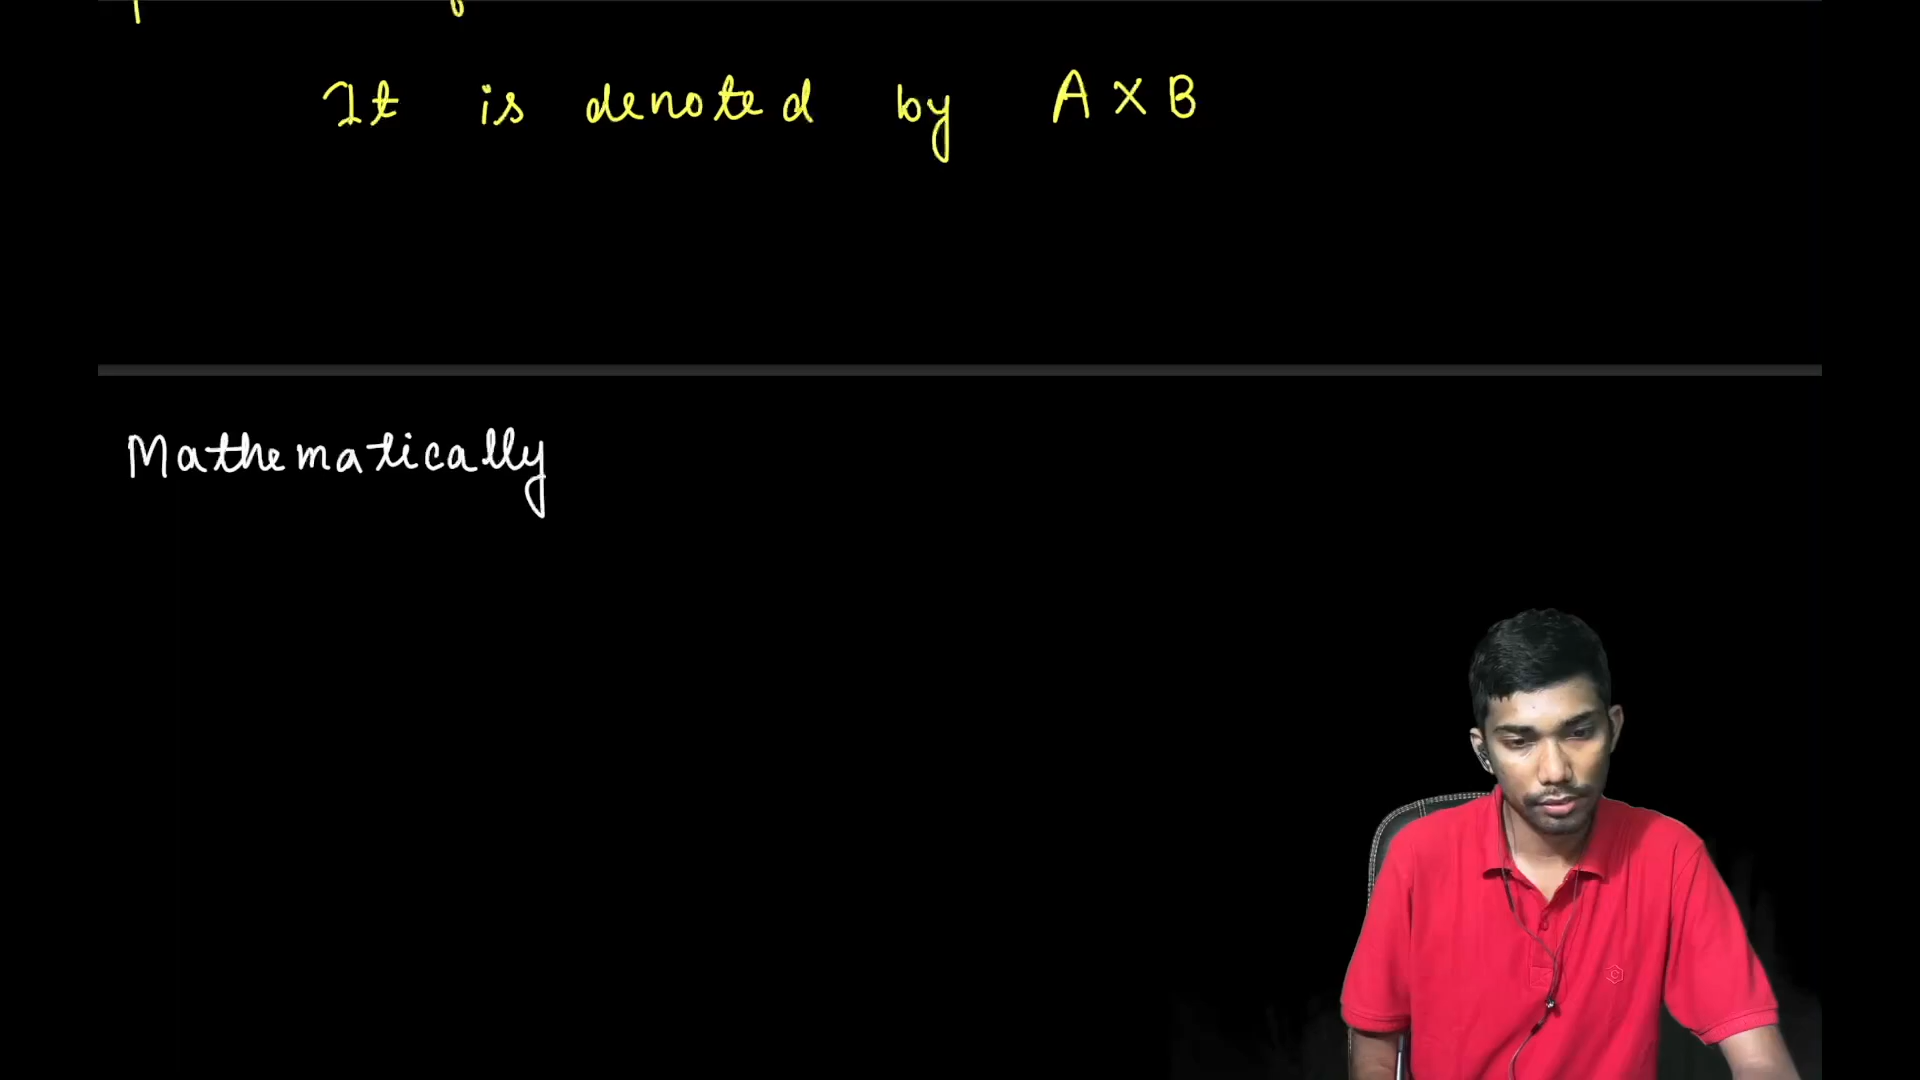 It is denoted by A × B
Mathematically